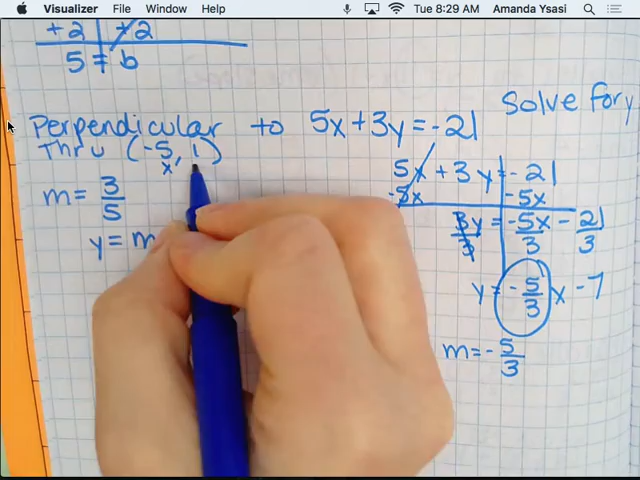 Visualizer File Window Help Tue 8:29 AM Amanda Ysasi
+2 | +2
5 = b
Perpendicular to 5x+3y=-21
Thru (-5, 1)
x
m = 3/5
y = m
Solve for y
5x + 3y = -21
-5x -5x
3y/3 = -5x/3 - 21/3
y = -5/3 x - 7
m = -5/3